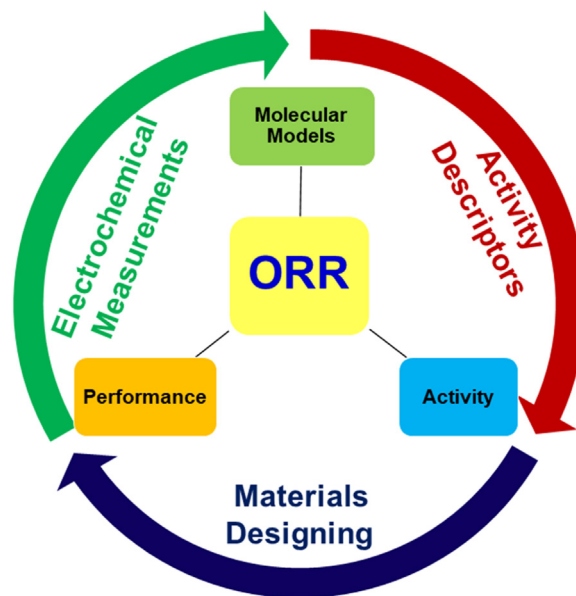 Molecular
Models
Activity
Descriptors
Electrochemical
Measurements
ORR
Performance
Activity
Materials
Designing